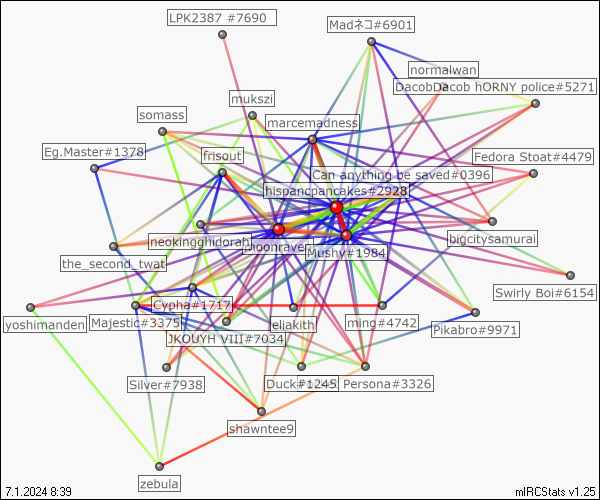 LPK2387 #7690
Madネコ#6901
normalwan
DacobDacob hORNY police#5271
mukszi
somass
marcemadness
Eg.Master#1378
frisout
Fedora Stoat#4479
Can anything be saved#0396
hispancpancakes#2928
neokinghidorah
moonraven
Mushy#1984
bigcitysamurai
the_second_twat
Swirly Boi#6154
Cypha#1717
yoshimanden
Majestic#3375
eliakith
ming#4742
Pikabro#9971
JKOUYH VIII#7034
Silver#7938
Duck
#1245
Persona#3326
shawntee9
zebula
7.1.2024 8:39
mIRCStats v1.25